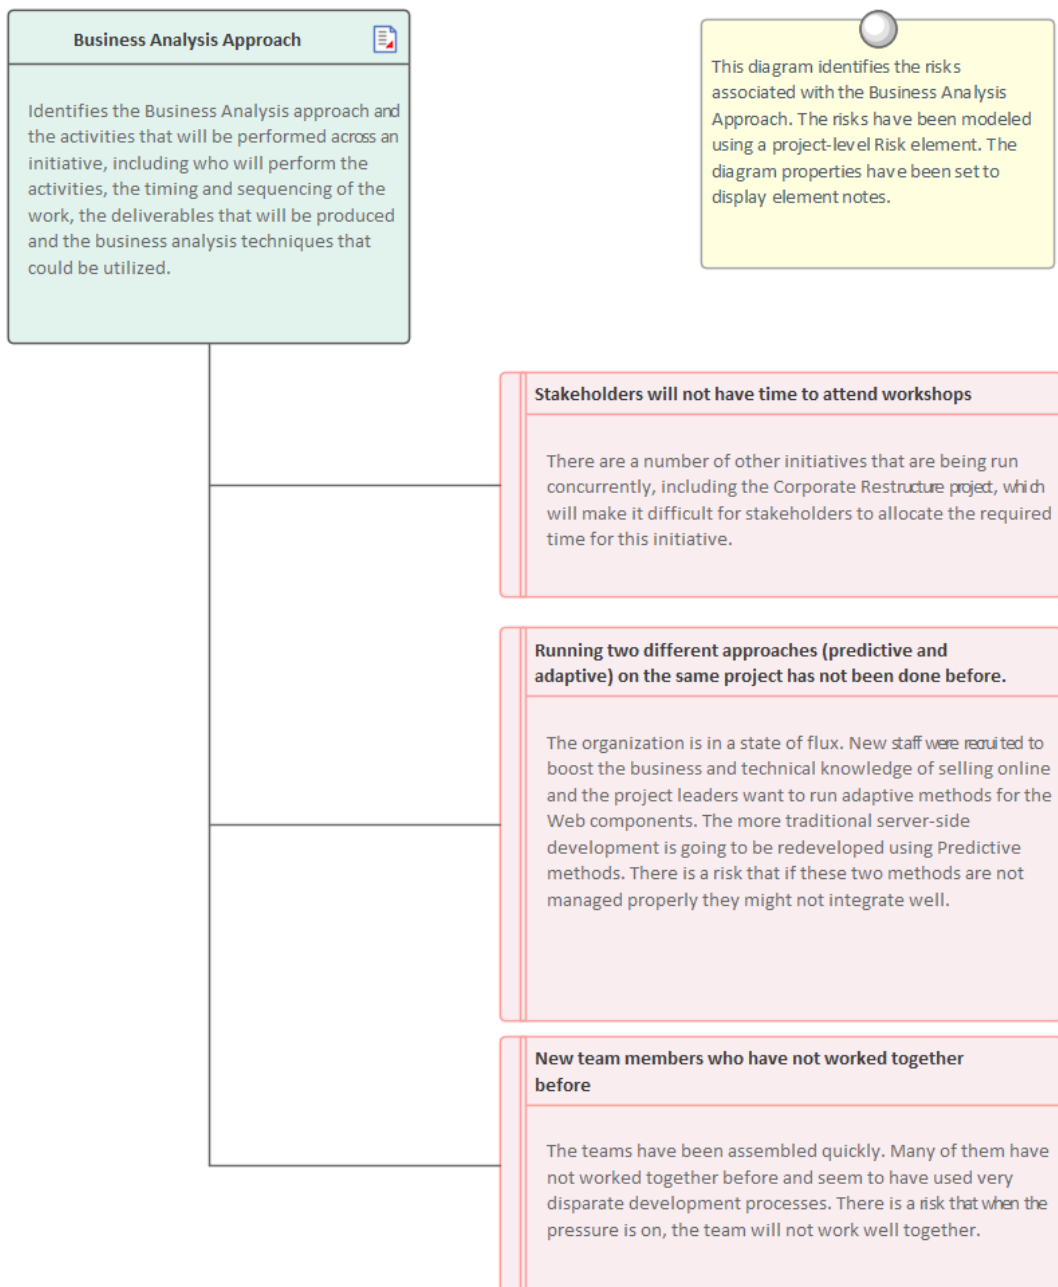 Business Analysis Approach
Identifies the Business Analysis approach and
the activities that will be performed across an
initiative, including who will perform the
activities, the timing and sequencing of the
work, the deliverables that will be produced
and the business analysis techniques that
could be utilized.
This diagram identifies the risks
associated with the Business Analysis
Approach. The risks have been modeled
using a project-level Risk element. The
diagram properties have been set to
display element notes.
Stakeholders will not have time to attend workshops
There are a number of other initiatives that are being run
concurrently, including the Corporate Restructure project, which
will make it difficult for stakeholders to allocate the required
time for this initiative.
Running two different approaches (predictive and
adaptive) on the same project has not been done before.
The organization is in a state of flux. New staff were recruited to
boost the business and technical knowledge of selling online
and the project leaders want to run adaptive methods for the
Web components. The more traditional server-side
development is going to be redeveloped using Predictive
methods. There is a risk that if these two methods are not
managed properly they might not integrate well.
New team members who have not worked together
before
The teams have been assembled quickly. Many of them have
not worked together before and seem to have used very
disparate development processes. There is a risk that when the
pressure is on, the team will not work well together.